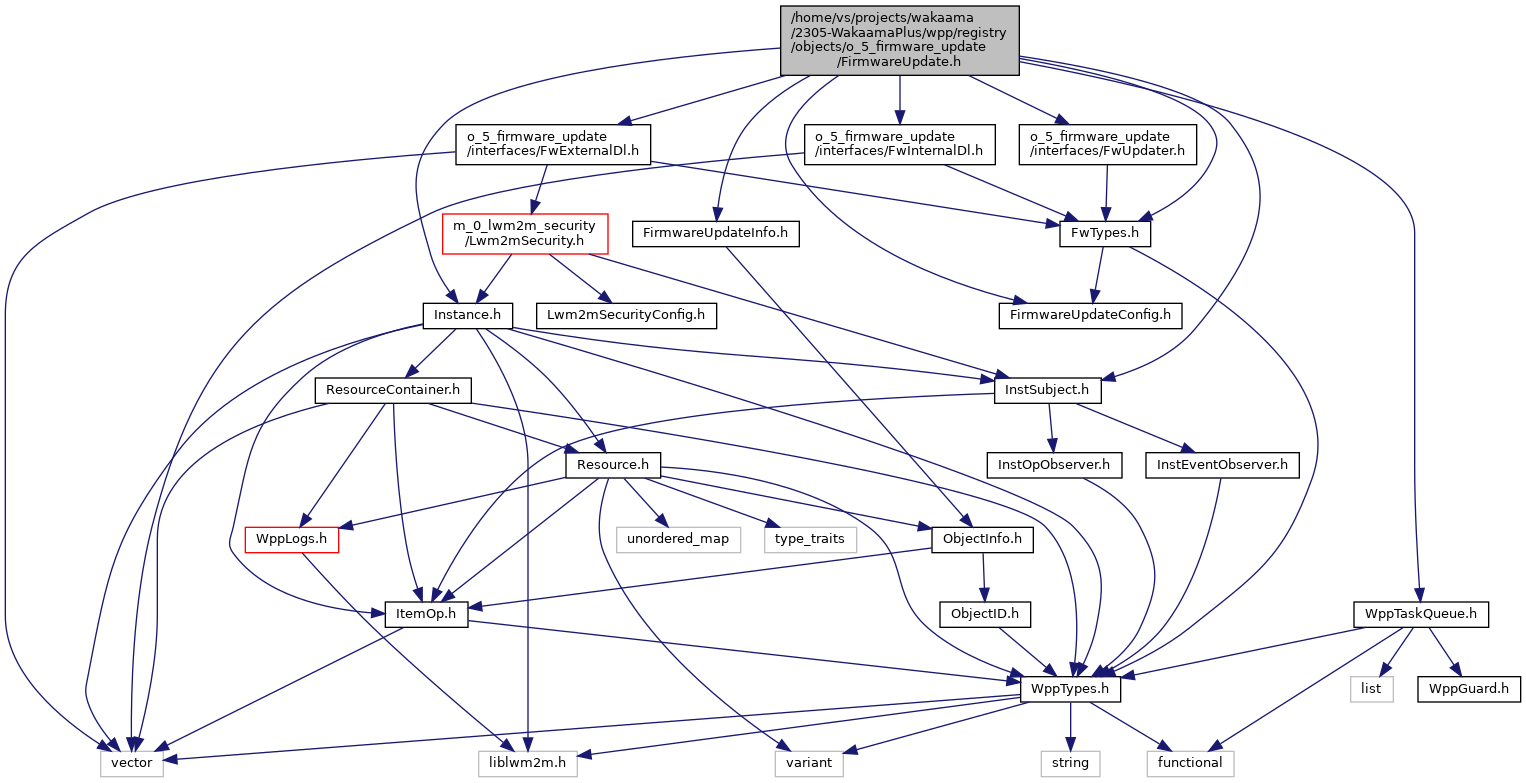 /home/vs/projects/wakaama
/2305-WakaamaPlus/wpp/registry
/objects/o_5_firmware_update
/FirmwareUpdate.h
o_5_firmware_update
/interfaces/FwExternalDl.h
o_5_firmware_update
/interfaces/FwInternalDl.h
o_5_firmware_update
/interfaces/FwUpdater.h
m_0_lwm2m_security
/Lwm2mSecurity.h
FirmwareUpdateInfo.h
FwTypes.h
Instance.h
Lwm2mSecurityConfig.h
FirmwareUpdateConfig.h
ResourceContainer.h
InstSubject.h
Resource.h
InstOpObserver.h
InstEventObserver.h
WppLogs.h
unordered_map
type_traits
ObjectInfo.h
ItemOp.h
ObjectID.h
WppTaskQueue.h
WppTypes.h
list
WppGuard.h
vector
liblwm2m.h
variant
string
functional